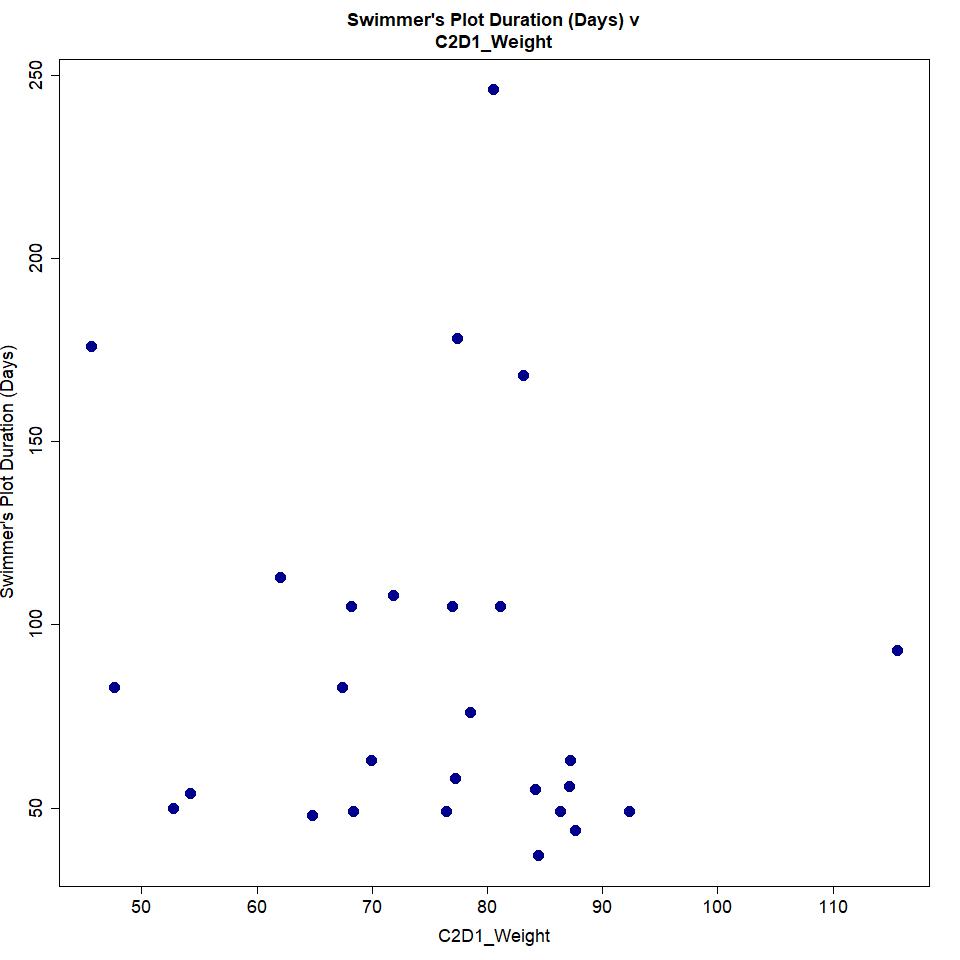 Swimmer's Plot Duration (Days) v
C2D1_Weight
250
200
150
100
50
Swimmer's Plot Duration (Days)
50 60 70 80 90 100 110
C2D1_Weight